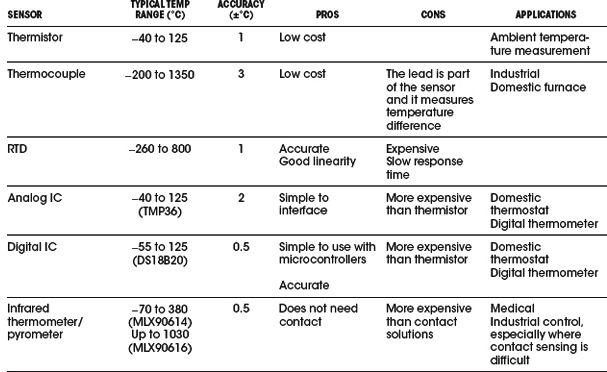 SENSOR TYPICAL TEMP RANGE (°C) ACCURACY (±°C) PROS CONS APPLICATIONS
Thermistor −40 to 125 1 Low cost Ambient tempera-
ture measurement
Thermocouple −200 to 1350 3 Low cost The lead is part Industrial
of the sensor Domestic furnace
and it measures
temperature
difference
RTD −260 to 800 1 Accurate Expensive
Good linearity Slow response
time
Analog IC −40 to 125 2 Simple to More expensive Domestic
(TMP36) interface than thermistor thermostat
Digital thermometer
Digital IC −55 to 125 0.5 Simple to use with More expensive Domestic
(DS18B20) microcontrollers than thermistor thermostat
Digital thermometer
Accurate
Infrared −70 to 380 0.5 Does not need More expensive Medical
thermometer/ (MLX90614) contact than contact Industrial control,
pyrometer Up to 1030 solutions especially where
(MLX90616) contact sensing is
difficult